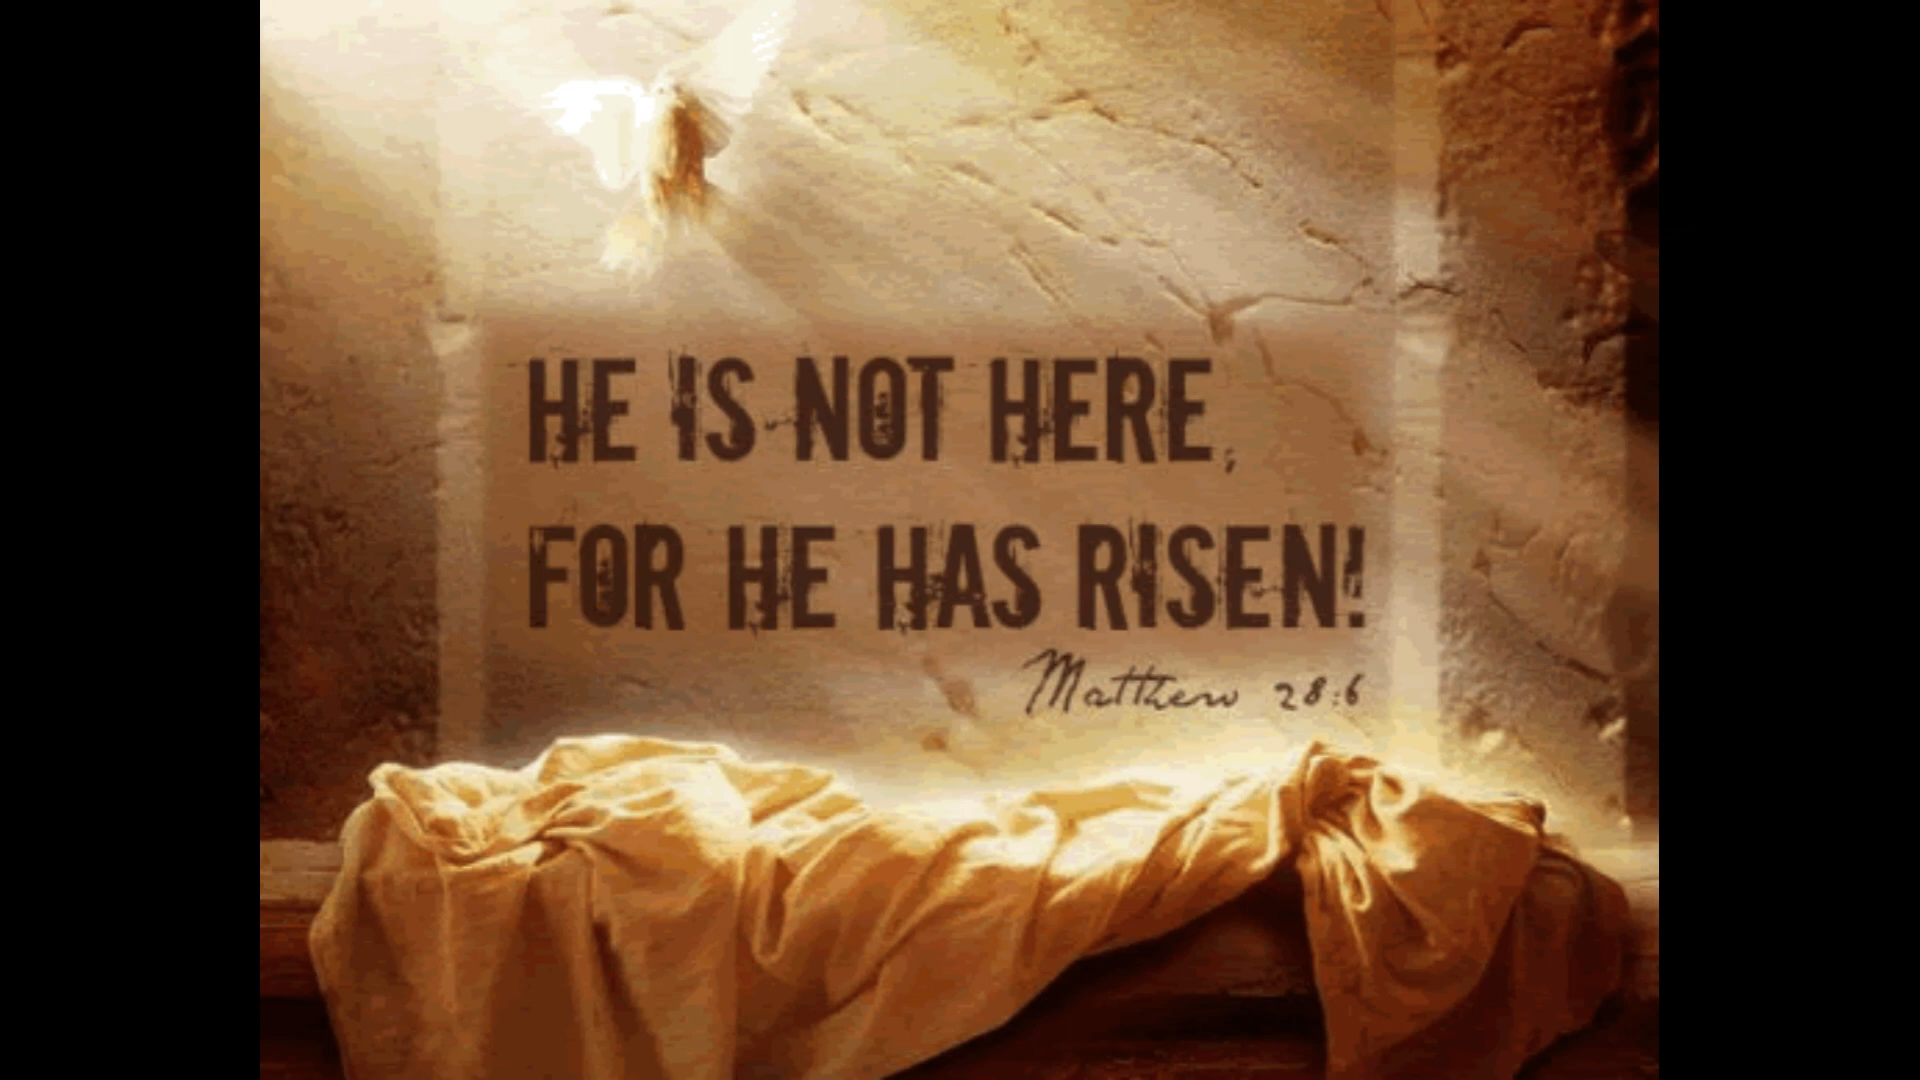 HE IS NOT HERE,
FOR HE HAS RISEN!
Matthew 28:6